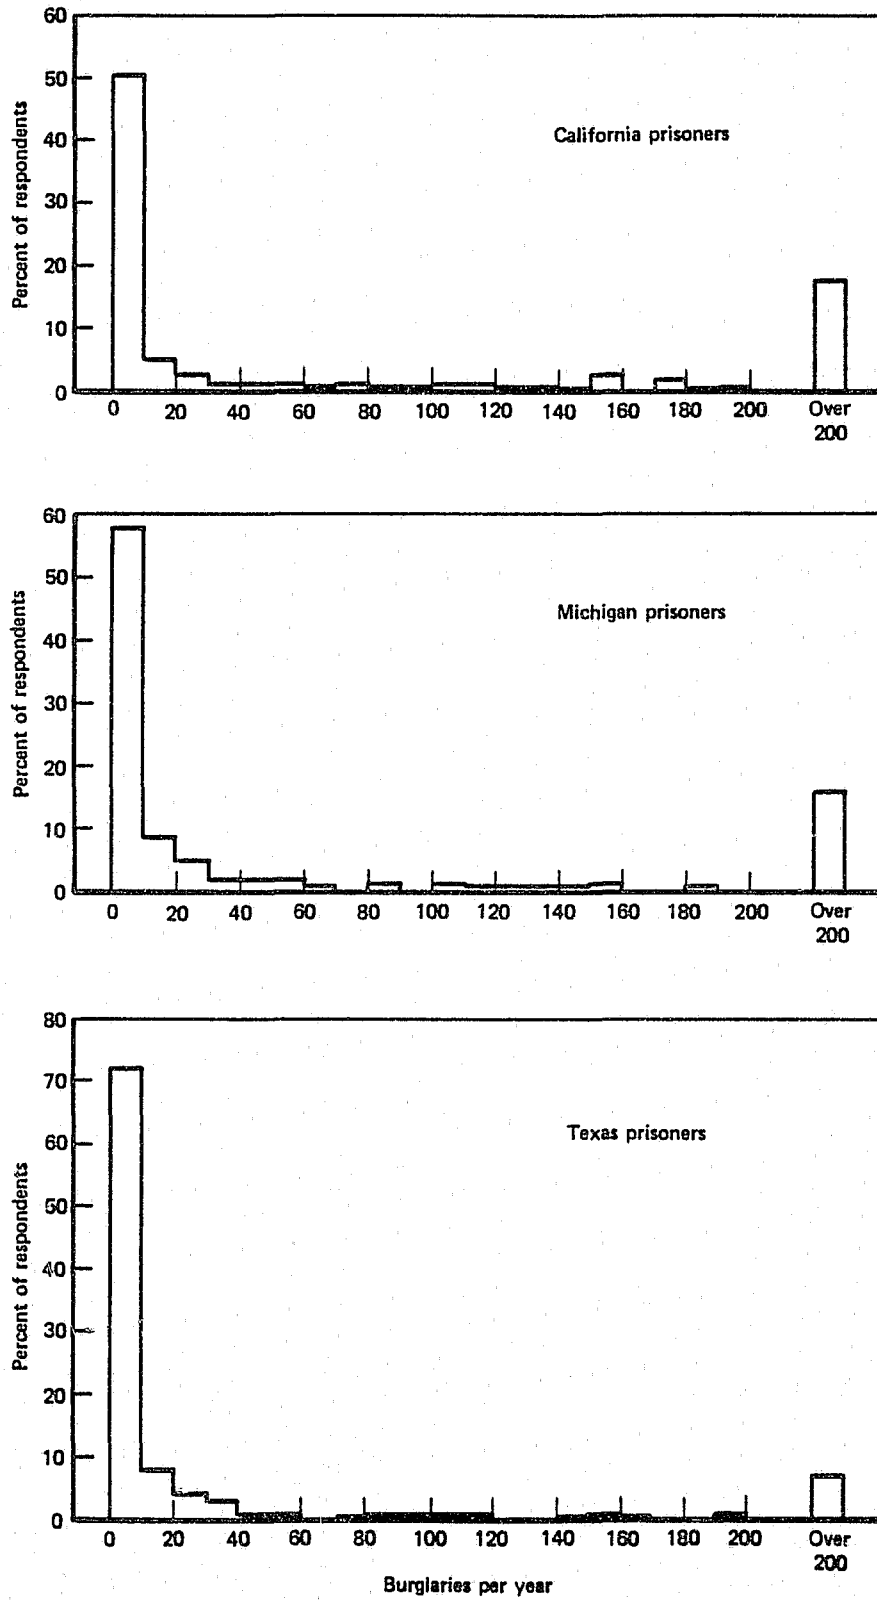 60
50
40
30
20
10
0
Percent of respondents
California prisoners
0 20 40 60 80 100 120 140 160 180 200 Over
200
60
50
40
30
20
10
0
Percent of respondents
Michigan prisoners
0 20 40 60 80 100 120 140 160 180 200 Over
200
80
70
60
50
40
30
20
10
0
Percent of respondents
Texas prisoners
0 20 40 60 80 100 120 140 160 180 200 Over
200
Burglaries per year